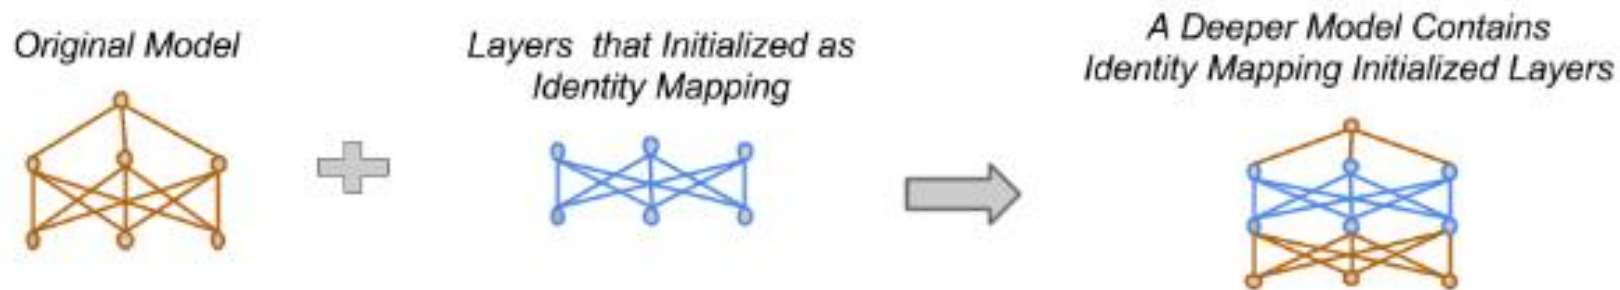 Original Model
Layers that Initialized as
Identity Mapping
A Deeper Model Contains
Identity Mapping Initialized Layers